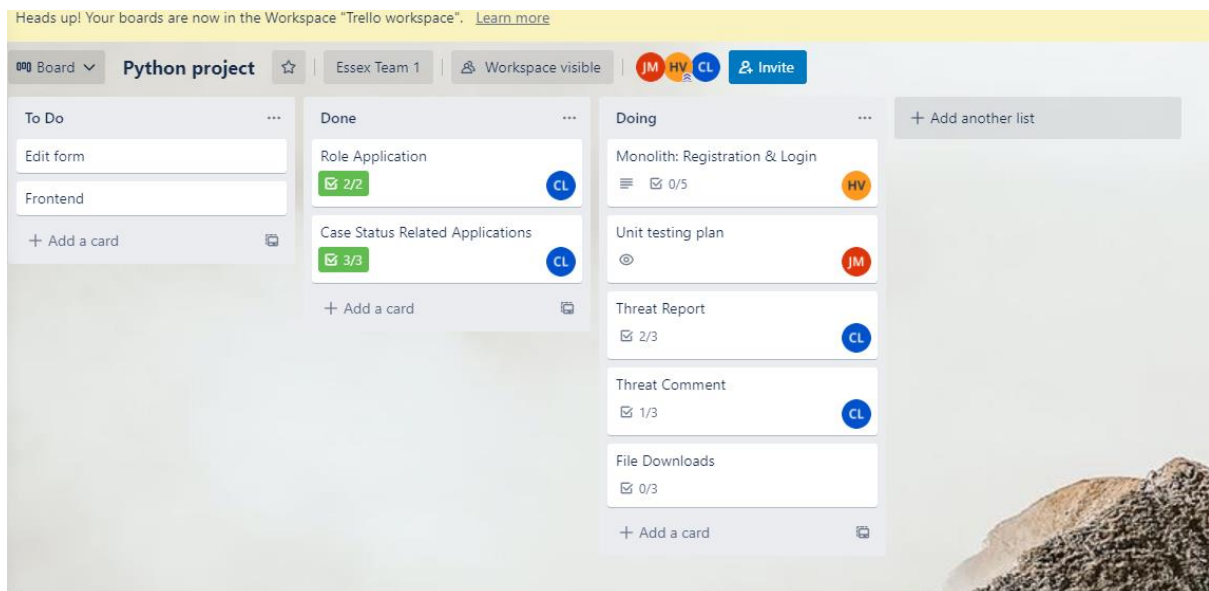 Heads up! Your boards are now in the Workspace "Trello workspace". Learn more
Board Python project Essex Team 1 Workspace visible JM HV CL Invite
To Do
Edit form
Frontend
+ Add a card
Done
Role Application
2/2 CL
Case Status Related Applications
3/3 CL
+ Add a card
Doing
Monolith: Registration & Login
0/5 HV
Unit testing plan
JM
Threat Report
2/3 CL
Threat Comment
1/3 CL
File Downloads
0/3
+ Add a card
+ Add another list